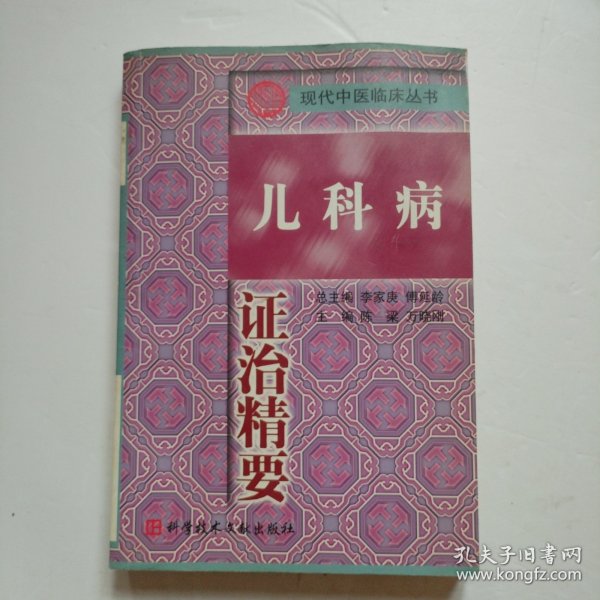 现代中医临床丛书
儿科病
总主编 李家庚 傅延龄
主编 陈梁 万晓刚
证治精要
科学技术文献出版社
孔夫子旧书网
www.kongfz.com